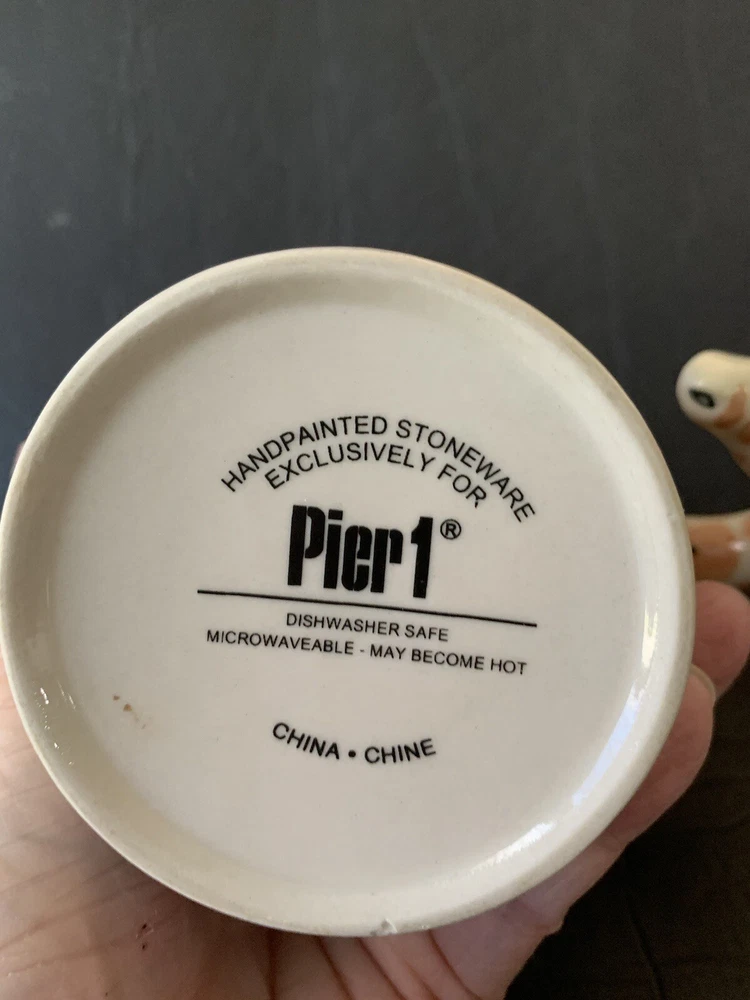 HANDPAINTED STONEWARE
EXCLUSIVELY FOR
Pier 1®
DISHWASHER SAFE
MICROWAVEABLE - MAY BECOME HOT
CHINA • CHINE